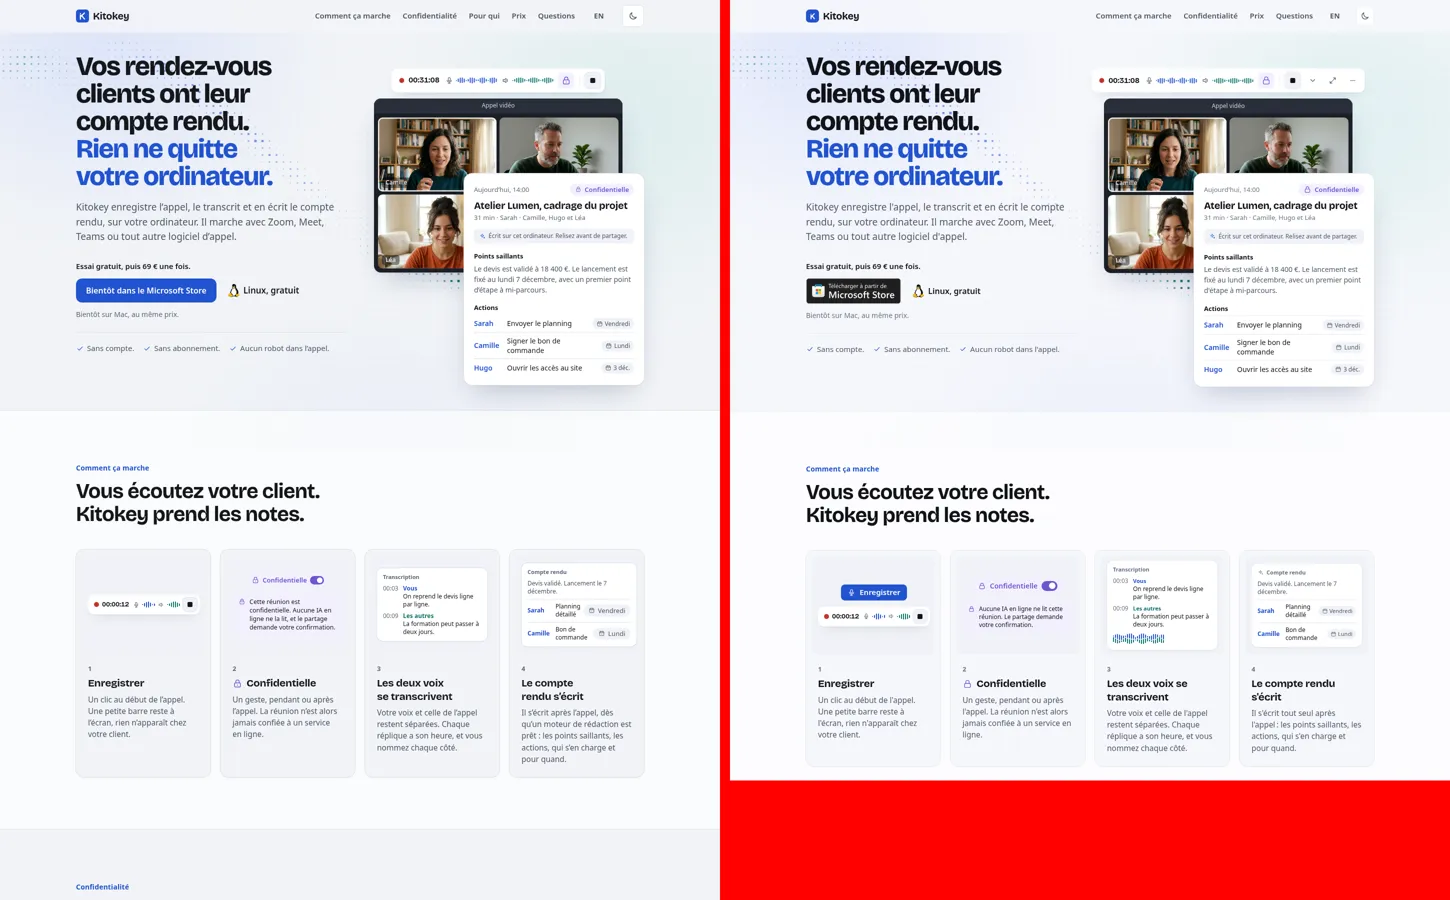 Kitokey
Comment ça marche Confidentialité Pour qui Prix Questions EN
Vos rendez-vous
clients ont leur
compte rendu.
Rien ne quitte
votre ordinateur.
Kitokey enregistre l'appel, le transcrit et en écrit le compte
rendu, sur votre ordinateur. Il marche avec Zoom, Meet,
Teams ou tout autre logiciel d'appel.
Essai gratuit, puis 69 € une fois.
Bientôt dans le Microsoft Store
Linux, gratuit
Bientôt sur Mac, au même prix.
Sans compte. Sans abonnement. Aucun robot dans l'appel.
00:31:08
Appel vidéo
Camille
Léa
Aujourd'hui, 14:00
Confidentielle
Atelier Lumen, cadrage du projet
31 min · Sarah · Camille, Hugo et Léa
Écrit sur cet ordinateur. Relisez avant de partager.
Points saillants
Le devis est validé à 18 400 €. Le lancement est
fixé au lundi 7 décembre, avec un premier point
d'étape à mi-parcours.
Actions
Sarah Envoyer le planning Vendredi
Camille Signer le bon de
commande Lundi
Hugo Ouvrir les accès au site 3 déc.
Comment ça marche
Vous écoutez votre client.
Kitokey prend les notes.
00:00:12
1
Enregistrer
Un clic au début de l'appel.
Une petite barre reste à
l'écran, rien n'apparaît chez
votre client.
Confidentielle
Cette réunion est
confidentielle. Aucune IA en
ligne ne lit, et le partage
demande votre confirmation.
2
Confidentielle
Un geste, pendant ou après
l'appel. La réunion n'est alors
jamais confiée à un service
en ligne.
Transcription
00:03 Vous
On reprend le devis ligne
par ligne.
00:09 Les autres
La formation peut passer à
deux jours.
3
Les deux voix
se transcrivent
Votre voix et celle de l'appel
restent séparées. Chaque
réplique a son heure, et vous
nommez chaque côté.
Compte rendu
Devis validé. Lancement le 7
décembre.
Sarah Planning
détaillé Vendredi
Camille Bon de
commande Lundi
4
Le compte
rendu s'écrit
Il s'écrit après l'appel, dès
qu'un moteur de rédaction est
prêt : les points saillants, les
actions, qui s'en charge et
pour quand.
Confidentialité
Kitokey
Comment ça marche Confidentialité Prix Questions EN
Vos rendez-vous
clients ont leur
compte rendu.
Rien ne quitte
votre ordinateur.
Kitokey enregistre l'appel, le transcrit et en écrit le compte
rendu, sur votre ordinateur. Il marche avec Zoom, Meet,
Teams ou tout autre logiciel d'appel.
Essai gratuit, puis 69 € une fois.
Télécharger à partir de
Microsoft Store
Linux, gratuit
Bientôt sur Mac, au même prix.
Sans compte. Sans abonnement. Aucun robot dans l'appel.
00:31:08
Appel vidéo
Camille
Léa
Aujourd'hui, 14:00
Confidentielle
Atelier Lumen, cadrage du projet
31 min · Sarah · Camille, Hugo et Léa
Écrit sur cet ordinateur. Relisez avant de partager.
Points saillants
Le devis est validé à 18 400 €. Le lancement est
fixé au lundi 7 décembre, avec un premier point
d'étape à mi-parcours.
Actions
Sarah Envoyer le planning Vendredi
Camille Signer le bon de
commande Lundi
Hugo Ouvrir les accès au site 3 déc.
Comment ça marche
Vous écoutez votre client.
Kitokey prend les notes.
Enregistrer
00:00:12
1
Enregistrer
Un clic au début de l'appel.
Une petite barre reste à
l'écran, rien n'apparaît chez
votre client.
Confidentielle
Aucune IA en ligne ne lit cette
réunion. Le partage demande
votre confirmation.
2
Confidentielle
Un geste, pendant ou après
l'appel. La réunion n'est alors
jamais confiée à un service en
ligne.
Transcription
00:03 Vous
On reprend le devis ligne
par ligne.
00:09 Les autres
La formation peut passer à
deux jours.
3
Les deux voix se
transcrivent
Votre voix et celle de l'appel
restent séparées. Chaque
réplique a son heure, et vous
nommez chaque côté.
Compte rendu
Devis validé. Lancement le 7
décembre.
Sarah Planning
détaillé Vendredi
Camille Bon de
commande Lundi
4
Le compte rendu
s'écrit
Il s'écrit tout seul après
l'appel : les points saillants, les
actions, qui s'en charge et
pour quand.